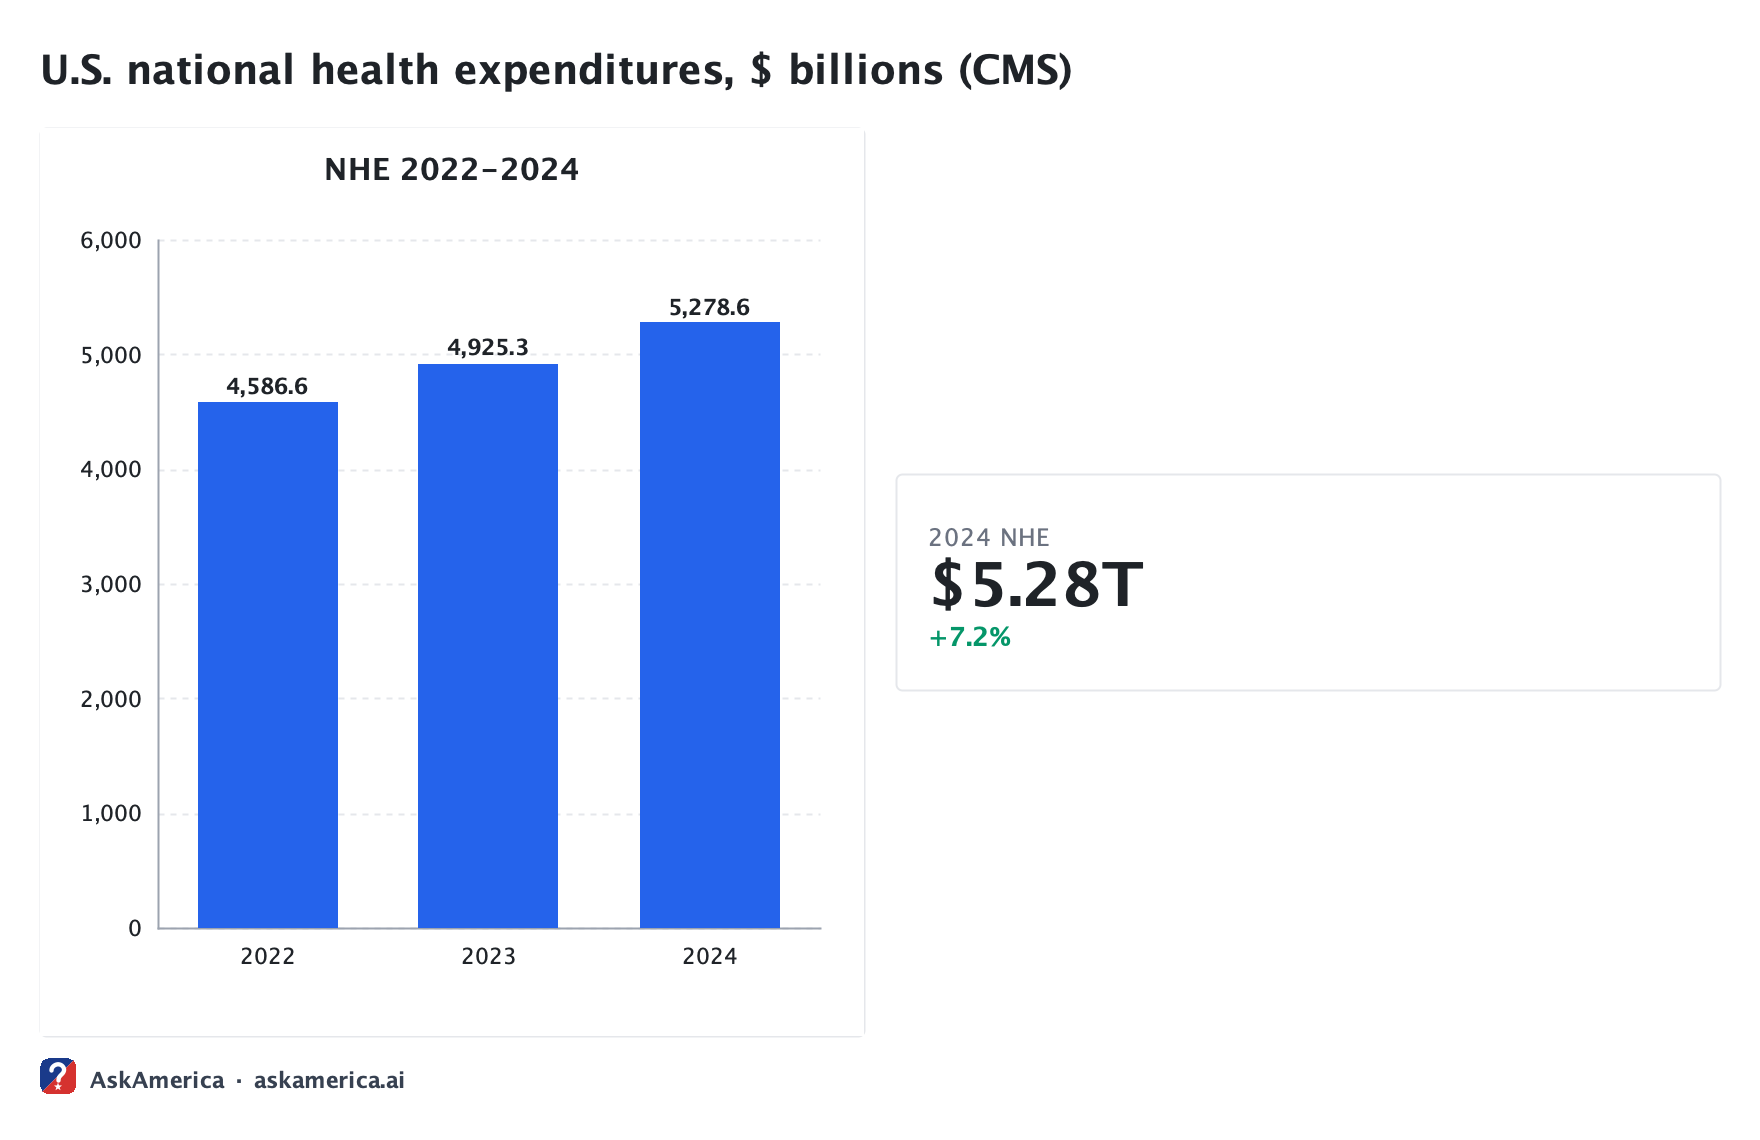 U.S. national health expenditures, $ billions (CMS)
NHE 2022–2024
6,000
5,000
4,000
3,000
2,000
1,000
0
4,586.6
4,925.3
5,278.6
2022
2023
2024
2024 NHE
$5.28T
+7.2%
AskAmerica · askamerica.ai